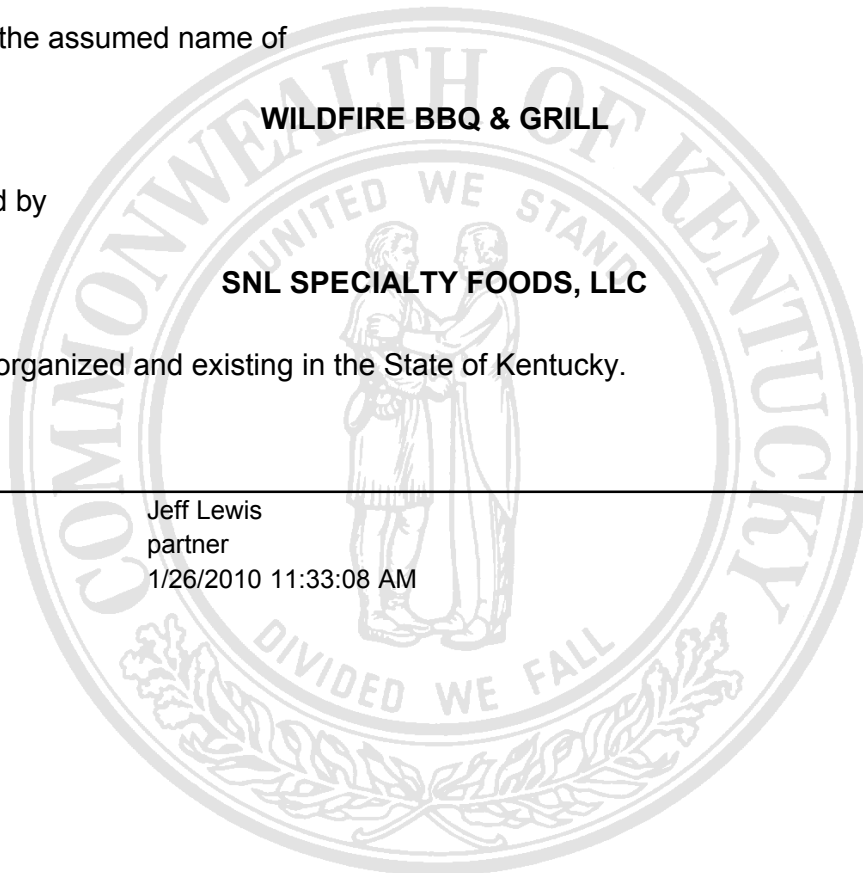 the assumed name of
WILDFIRE BBQ & GRILL
d by
SNL SPECIALTY FOODS, LLC
organized and existing in the State of Kentucky.
Jeff Lewis
partner
1/26/2010 11:33:08 AM
COMMONWEALTH OF KENTUCKY
UNITED WE STAND
DIVIDED WE FALL